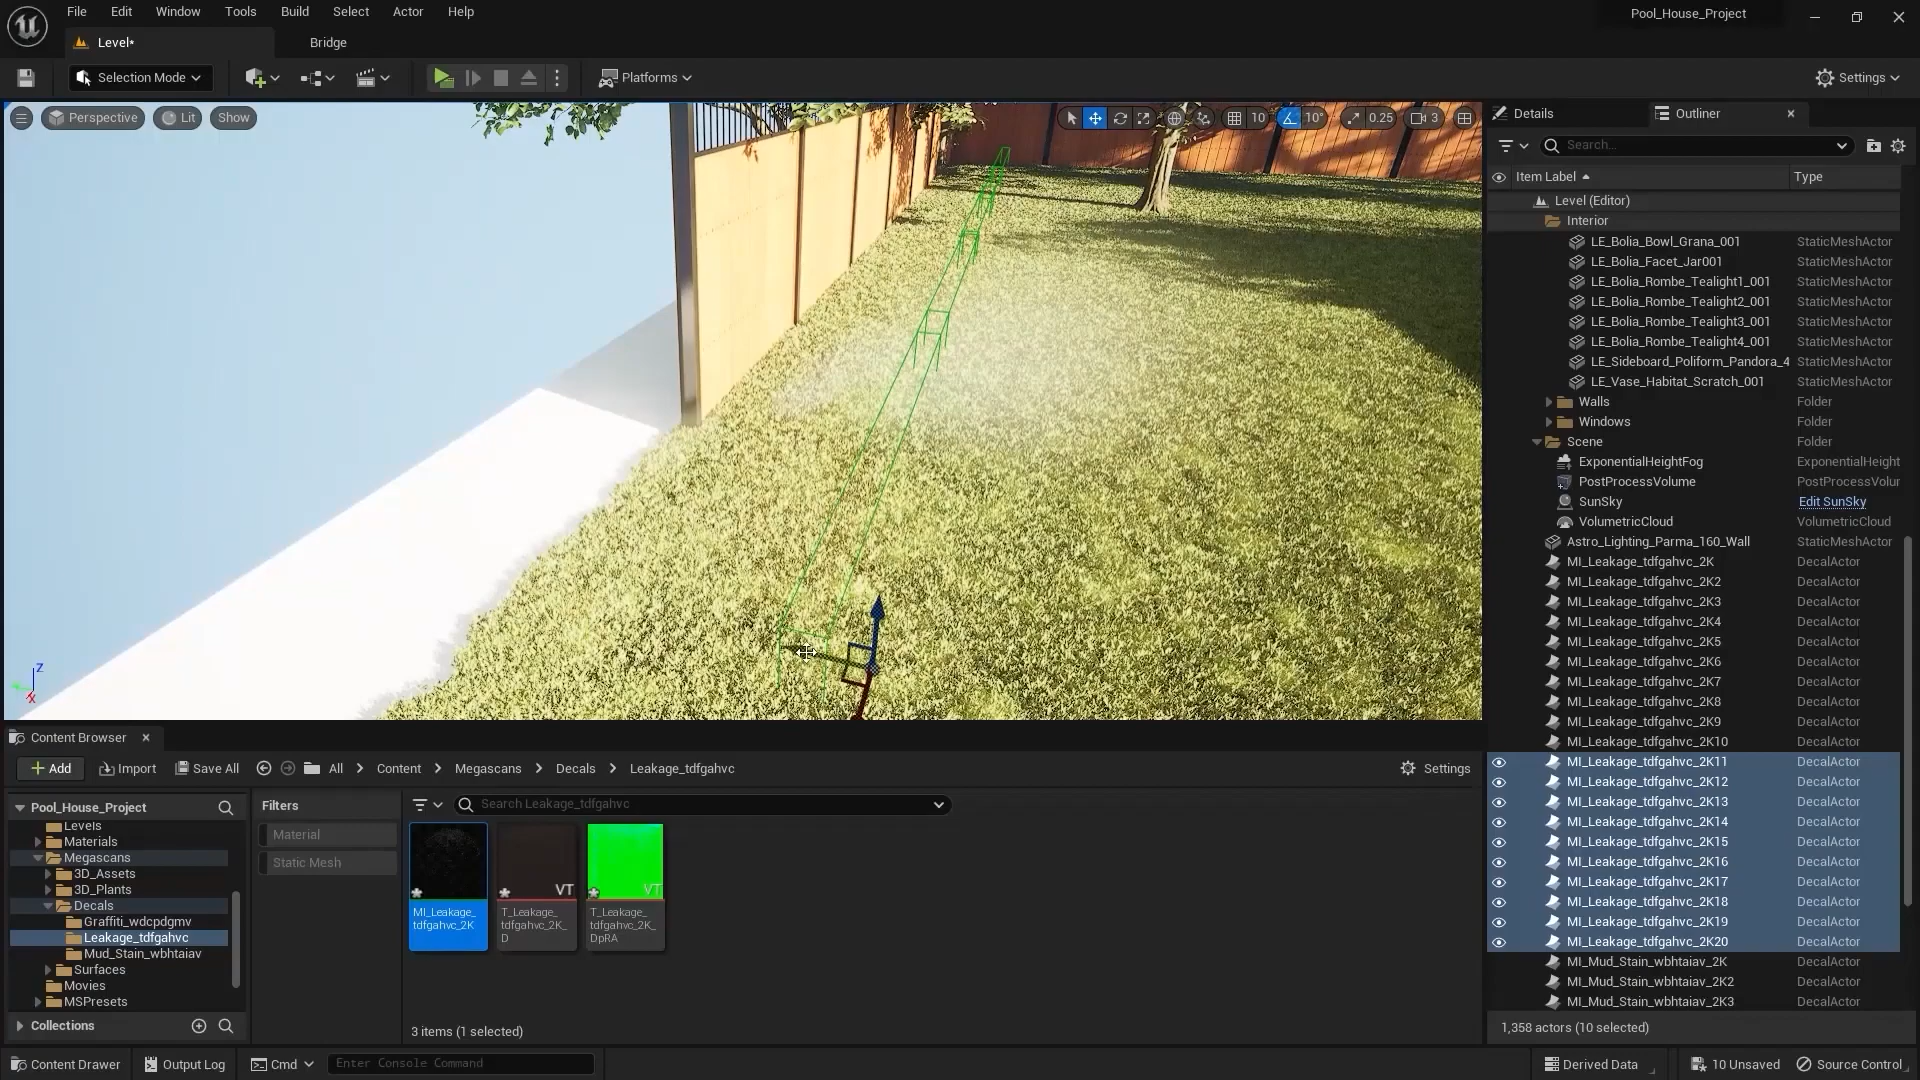 File Edit Window Tools Build Select Actor Help
Pool_House_Project
Level*
Bridge
Selection Mode
Platforms
Settings
Perspective
Lit
Show
10
10°
0.25
3
Z
X
Details
Outliner
Search...
Item Label
Type
Level (Editor)
Interior
LE_Bolia_Bowl_Grana_001 StaticMeshActor
LE_Bolia_Facet_Jar001 StaticMeshActor
LE_Bolia_Rombe_Tealight1_001 StaticMeshActor
LE_Bolia_Rombe_Tealight2_001 StaticMeshActor
LE_Bolia_Rombe_Tealight3_001 StaticMeshActor
LE_Bolia_Rombe_Tealight4_001 StaticMeshActor
LE_Sideboard_Poliform_Pandora_4 StaticMeshActor
LE_Vase_Habitat_Scratch_001 StaticMeshActor
Walls Folder
Windows Folder
Scene Folder
ExponentialHeightFog ExponentialHeight
PostProcessVolume PostProcessVolur
SunSky Edit SunSky
VolumetricCloud VolumetricCloud
Astro_Lighting_Parma_160_Wall StaticMeshActor
MI_Leakage_tdfgahvc_2K DecalActor
MI_Leakage_tdfgahvc_2K2 DecalActor
MI_Leakage_tdfgahvc_2K3 DecalActor
MI_Leakage_tdfgahvc_2K4 DecalActor
MI_Leakage_tdfgahvc_2K5 DecalActor
MI_Leakage_tdfgahvc_2K6 DecalActor
MI_Leakage_tdfgahvc_2K7 DecalActor
MI_Leakage_tdfgahvc_2K8 DecalActor
MI_Leakage_tdfgahvc_2K9 DecalActor
MI_Leakage_tdfgahvc_2K10 DecalActor
MI_Leakage_tdfgahvc_2K11 DecalActor
MI_Leakage_tdfgahvc_2K12 DecalActor
MI_Leakage_tdfgahvc_2K13 DecalActor
MI_Leakage_tdfgahvc_2K14 DecalActor
MI_Leakage_tdfgahvc_2K15 DecalActor
MI_Leakage_tdfgahvc_2K16 DecalActor
MI_Leakage_tdfgahvc_2K17 DecalActor
MI_Leakage_tdfgahvc_2K18 DecalActor
MI_Leakage_tdfgahvc_2K19 DecalActor
MI_Leakage_tdfgahvc_2K20 DecalActor
MI_Mud_Stain_wbhtaiav_2K DecalActor
MI_Mud_Stain_wbhtaiav_2K2 DecalActor
MI_Mud_Stain_wbhtaiav_2K3 DecalActor
1,358 actors (10 selected)
Content Browser
Add
Import
Save All
All
Content
Megascans
Decals
Leakage_tdfgahvc
Settings
Pool_House_Project
Levels
Materials
Megascans
3D_Assets
3D_Plants
Decals
Graffiti_wdcpdgmv
Leakage_tdfgahvc
Mud_Stain_wbhtaiav
Surfaces
Movies
MSPresets
Collections
Filters
Material
Static Mesh
Search Leakage_tdfgahvc
VT
VT
MI_Leakage_
tdfgahvc_2K
T_Leakage_
tdfgahvc_2K_
D
T_Leakage_
tdfgahvc_2K_
DpRA
3 items (1 selected)
Content Drawer
Output Log
Cmd
Enter Console Command
Derived Data
10 Unsaved
Source Control